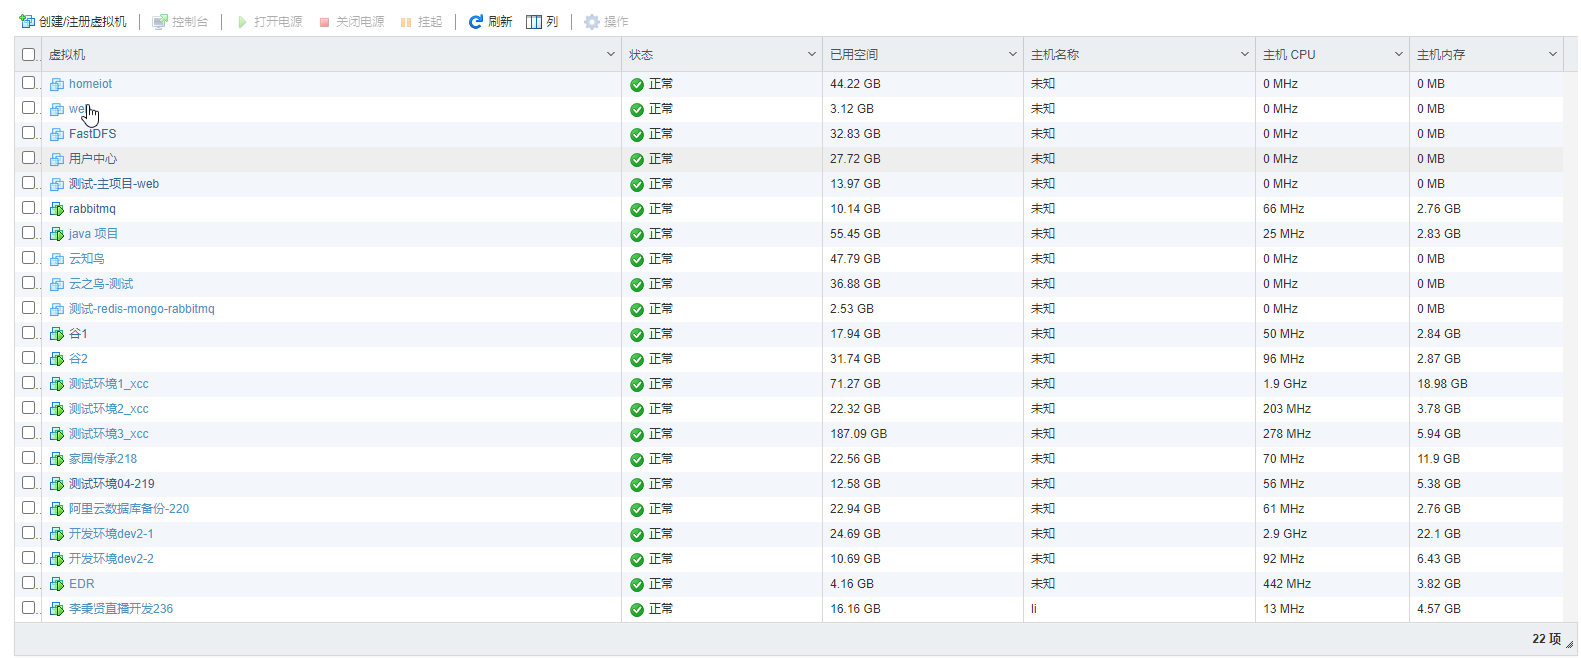 创建/注册虚拟机 控制台 打开电源 关闭电源 挂起 刷新 列 操作
虚拟机 状态 已用空间 主机名称 主机 CPU 主机内存
homeiot 正常 44.22 GB 未知 0 MHz 0 MB
we 正常 3.12 GB 未知 0 MHz 0 MB
FastDFS 正常 32.83 GB 未知 0 MHz 0 MB
用户中心 正常 27.72 GB 未知 0 MHz 0 MB
测试-主项目-web 正常 13.97 GB 未知 0 MHz 0 MB
rabbitmq 正常 10.14 GB 未知 66 MHz 2.76 GB
java 项目 正常 55.45 GB 未知 25 MHz 2.83 GB
云知鸟 正常 47.79 GB 未知 0 MHz 0 MB
云之鸟-测试 正常 36.88 GB 未知 0 MHz 0 MB
测试-redis-mongo-rabbitmq 正常 2.53 GB 未知 0 MHz 0 MB
谷1 正常 17.94 GB 未知 50 MHz 2.84 GB
谷2 正常 31.74 GB 未知 96 MHz 2.87 GB
测试环境1_xcc 正常 71.27 GB 未知 1.9 GHz 18.98 GB
测试环境2_xcc 正常 22.32 GB 未知 203 MHz 3.78 GB
测试环境3_xcc 正常 187.09 GB 未知 278 MHz 5.94 GB
家园传承218 正常 22.56 GB 未知 70 MHz 11.9 GB
测试环境04-219 正常 12.58 GB 未知 56 MHz 5.38 GB
阿里云数据库备份-220 正常 22.94 GB 未知 61 MHz 2.76 GB
开发环境dev2-1 正常 24.69 GB 未知 2.9 GHz 22.1 GB
开发环境dev2-2 正常 10.69 GB 未知 92 MHz 6.43 GB
EDR 正常 4.16 GB 未知 442 MHz 3.82 GB
李秉贤直播开发236 正常 16.16 GB li 13 MHz 4.57 GB
22 项